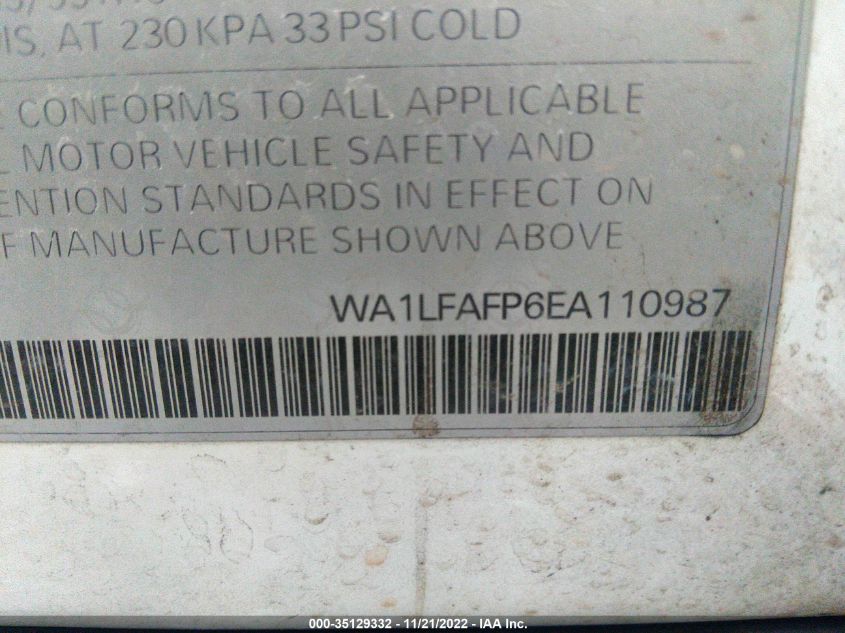 IS, AT 230 KPA 33 PSI COLD
CONFORMS TO ALL APPLICABLE
MOTOR VEHICLE SAFETY AND
ENTION STANDARDS IN EFFECT ON
F MANUFACTURE SHOWN ABOVE
WA1LFAFP6EA110987
000-35129332 - 11/21/2022 - IAA Inc.